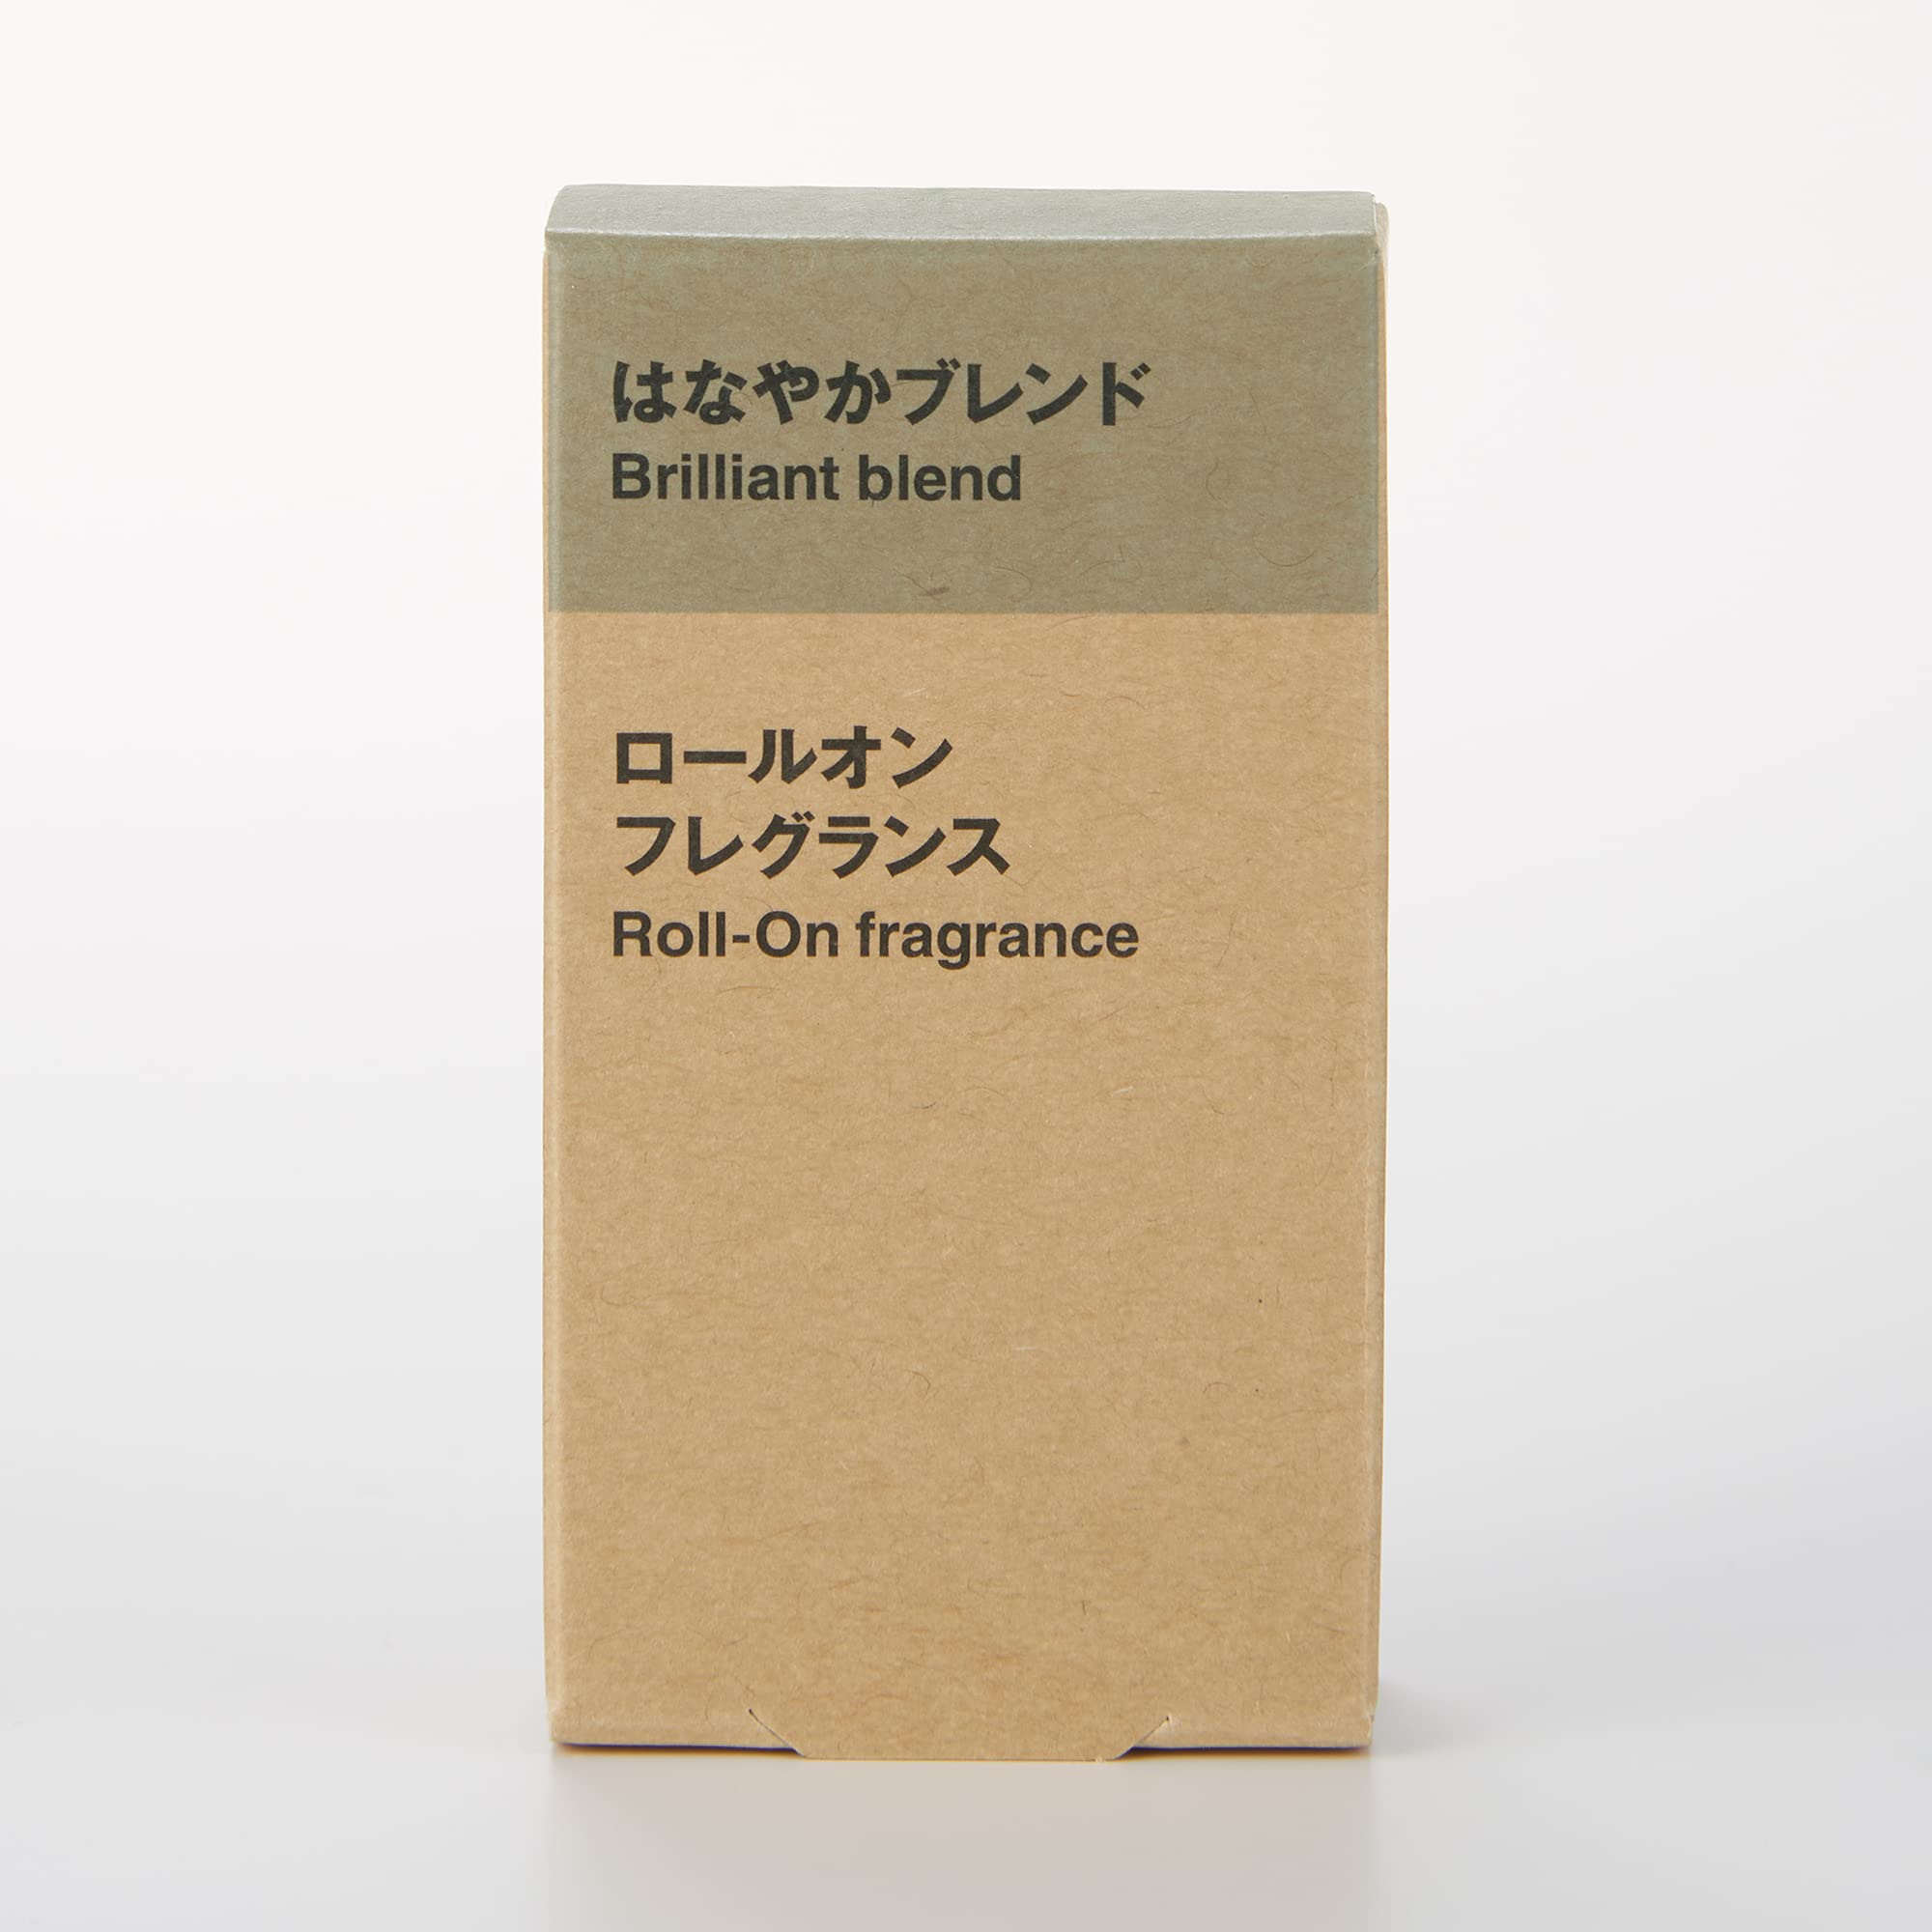 はなやかブレンド
Brilliant blend
ロールオン
フレグランス
Roll-On fragrance